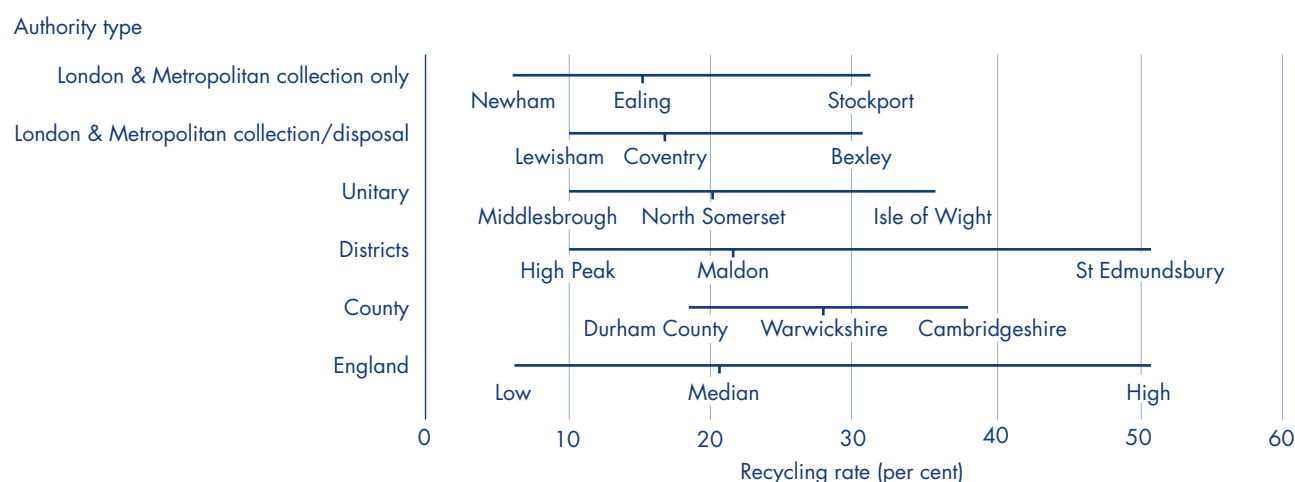 Authority type
London & Metropolitan collection only
Newham Ealing Stockport
London & Metropolitan collection/disposal
Lewisham Coventry Bexley
Unitary
Middlesbrough North Somerset Isle of Wight
Districts
High Peak Maldon St Edmundsbury
County
Durham County Warwickshire Cambridgeshire
England
Low Median High
0 10 20 30 40 50 60
Recycling rate (per cent)